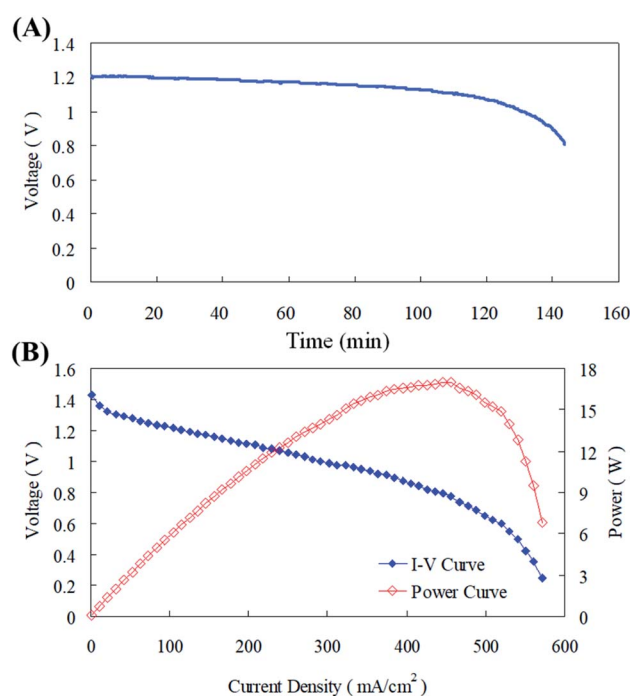 (A)
1.4
1.2
1
0.8
0.6
0.4
0.2
0
Voltage ( V )
0 20 40 60 80 100 120 140 160
Time (min)
(B)
1.6
1.4
1.2
1.0
0.8
0.6
0.4
0.2
0
Voltage ( V )
18
15
12
9
6
3
0
Power ( W )
I-V Curve
Power Curve
0 100 200 300 400 500 600
Current Density ( mA/cm²)